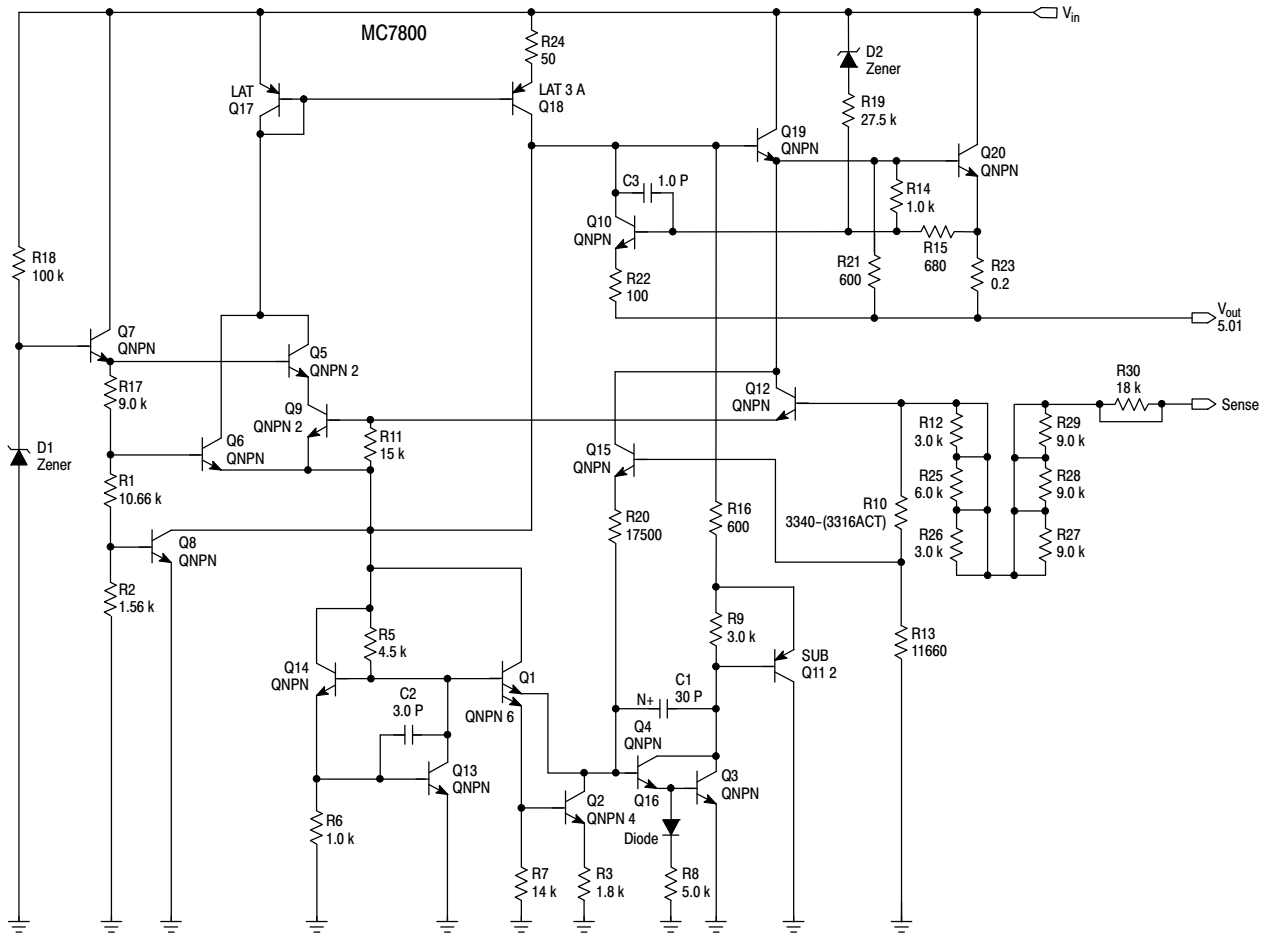 MC7800
Vin
R24
50
D2
Zener
LAT
Q17
LAT 3 A
Q18
R19
27.5 k
Q19
QNPN
Q20
QNPN
C3
1.0 P
R14
1.0 k
Q10
QNPN
R15
680
R18
100 k
R21
600
R23
0.2
R22
100
Vout
5.01
Q7
QNPN
Q5
QNPN 2
R17
9.0 k
R30
18 k
Q12
QNPN
Sense
Q9
QNPN 2
R12
3.0 k
R29
9.0 k
R11
15 k
Q6
QNPN
D1
Zener
Q15
QNPN
R25
6.0 k
R28
9.0 k
R1
10.66 k
R10
3340-(3316ACT)
R16
600
R20
17500
R26
3.0 k
R27
9.0 k
Q8
QNPN
R2
1.56 k
R9
3.0 k
R13
11660
R5
4.5 k
SUB
Q11 2
Q14
QNPN
Q1
QNPN 6
C1
30 P
N+
C2
3.0 P
Q4
QNPN
Q13
QNPN
Q3
QNPN
Q16
Q2
QNPN 4
R6
1.0 k
Diode
R7
14 k
R3
1.8 k
R8
5.0 k